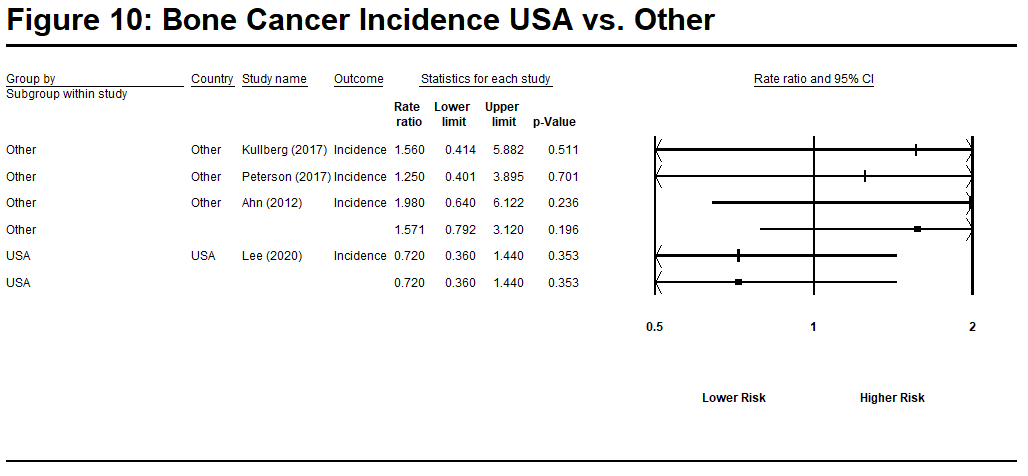 Figure 10: Bone Cancer Incidence USA vs. Other
Group by Country Study name Outcome Statistics for each study Rate ratio and 95% CI
Subgroup within study
Rate Lower Upper
ratio limit limit p-Value
Other Other Kullberg (2017) Incidence 1.560 0.414 5.882 0.511
Other Other Peterson (2017) Incidence 1.250 0.401 3.895 0.701
Other Other Ahn (2012) Incidence 1.980 0.640 6.122 0.236
Other 1.571 0.792 3.120 0.196
USA USA Lee (2020) Incidence 0.720 0.360 1.440 0.353
USA 0.720 0.360 1.440 0.353
0.5 1 2
Lower Risk Higher Risk